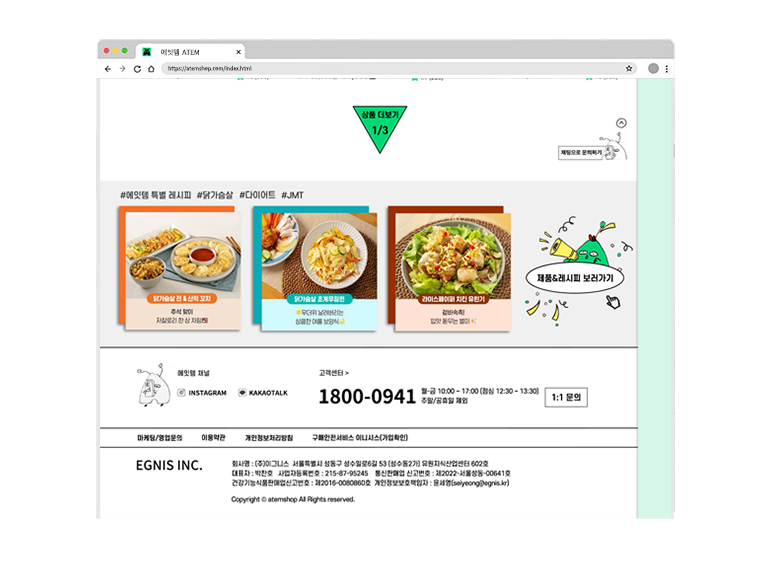 에잇템 ATEM
https://atemshop.com/index.html
상품 더보기
1/3
채팅으로 문의하기
#에잇템 특별 레시피 #닭가슴살 #다이어트 #JMT
닭가슴살 전 & 산적 꼬치
추석 맞이
저칼로리 한 상 차림
닭가슴살 초계무침면
무더위 날려버리는
상큼한 여름 보양식
라이스페이퍼 치킨 유린기
겉바속촉!
입맛 돋우는 별미
제품&레시피 보러가기
에잇템 채널
INSTAGRAM
KAKAOTALK
고객센터 >
1800-0941
월-금 10:00 ~ 17:00 (점심 12:30 ~ 13:30)
주말/공휴일 제외
1:1 문의
마케팅/영업문의 이용약관 개인정보처리방침 구매안전서비스 이니시스(가입확인)
EGNIS INC.
회사명 : (주)이그니스 서울특별시 성동구 성수일로6길 53 (성수동2가) 유원지식산업센터 602호
대표자 : 박찬호 사업자등록번호 : 215-87-95245 통신판매업 신고번호 : 제2022-서울성동-00641호
건강기능식품판매업신고번호 : 제2016-0080860호 개인정보보호책임자 : 윤세영(seiyeong@egnis.kr)
Copyright © atemshop All Rights reserved.